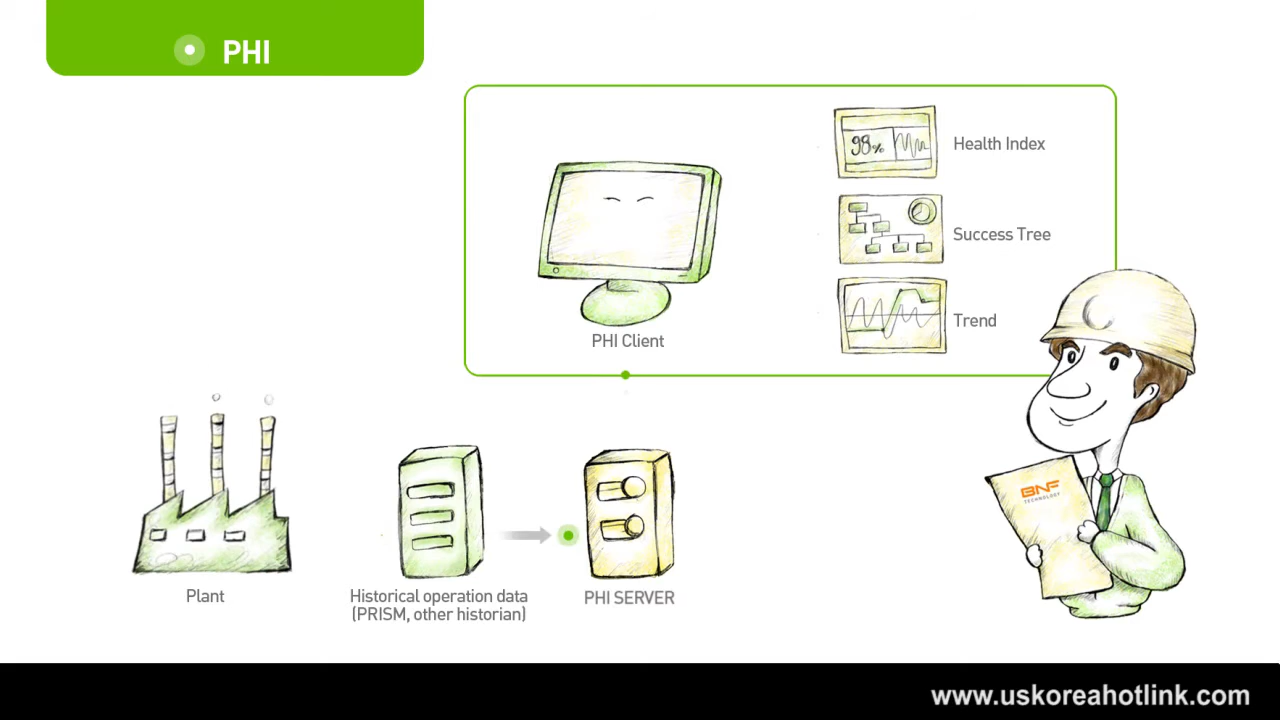 PHI
98%
Health Index
Success Tree
Trend
PHI Client
BNF
TECHNOLOGY
Plant
Historical operation data
(PRISM, other historian)
PHI SERVER
www.uskoreahotlink.com